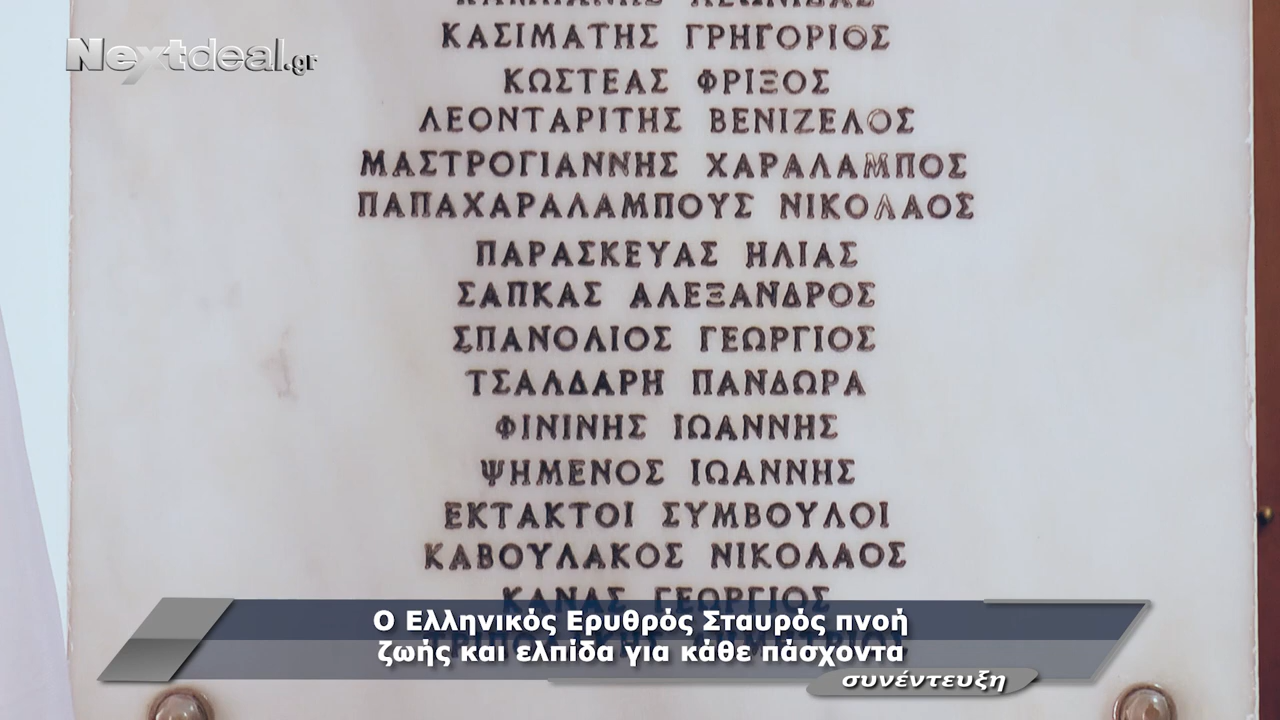 Nextdeal.gr
ΚΑΣΙΜΑΤΗΣ ΓΡΗΓΟΡΙΟΣ
ΚΩΣΤΕΑΣ ΦΡΙΞΟΣ
ΛΕΟΝΤΑΡΙΤΗΣ ΒΕΝΙΖΕΛΟΣ
ΜΑΣΤΡΟΓΙΑΝΝΗΣ ΧΑΡΑΛΑΜΠΟΣ
ΠΑΠΑΧΑΡΑΛΑΜΠΟΥΣ ΝΙΚΟΛΑΟΣ
ΠΑΡΑΣΚΕΥΑΣ ΗΛΙΑΣ
ΣΑΠΚΑΣ ΑΛΕΞΑΝΔΡΟΣ
ΣΠΑΝΟΛΙΟΣ ΓΕΩΡΓΙΟΣ
ΤΣΑΛΔΑΡΗ ΠΑΝΔΩΡΑ
ΦΙΝΙΝΗΣ ΙΩΑΝΝΗΣ
ΨΗΜΕΝΟΣ ΙΩΑΝΝΗΣ
ΕΚΤΑΚΤΟΙ ΣΥΜΒΟΥΛΟΙ
ΚΑΒΟΥΛΑΚΟΣ ΝΙΚΟΛΑΟΣ
ΚΑΝΑΣ ΓΕΩΡΓΙΟΣ
Ο Ελληνικός Ερυθρός Σταυρός πνοή
ζωής και ελπίδα για κάθε πάσχοντα
συνέντευξη